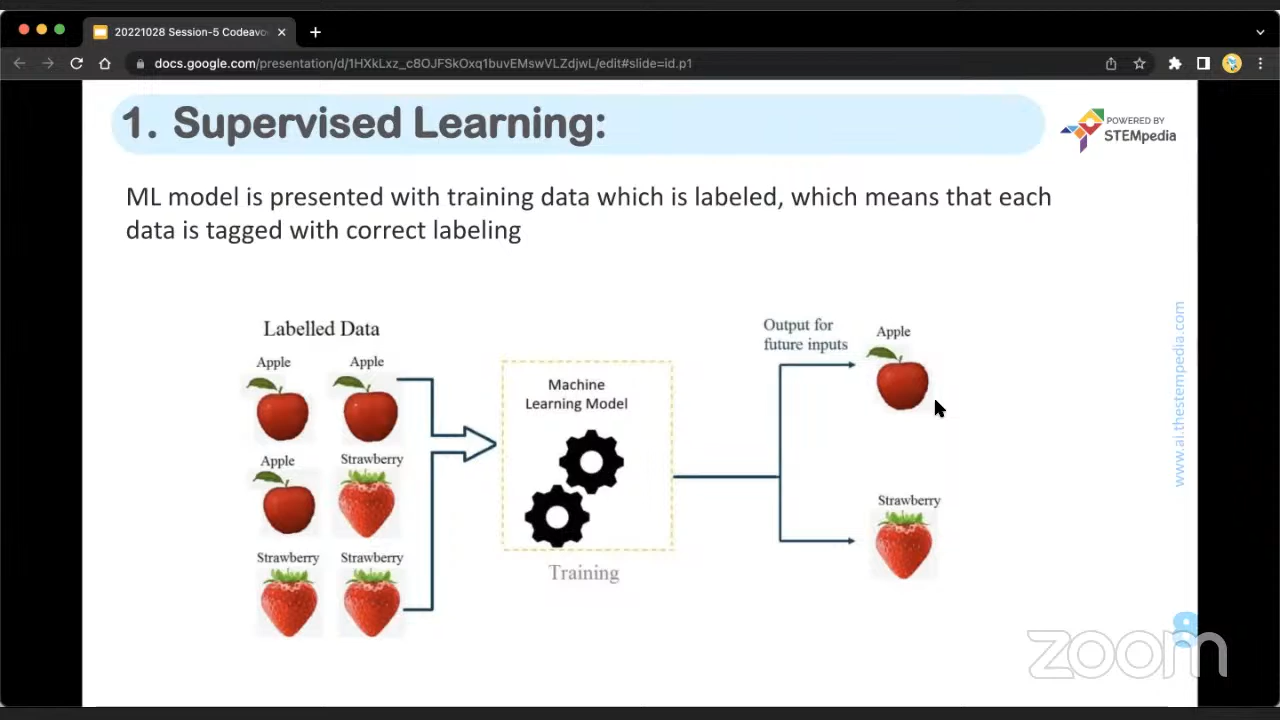 20221028 Session-5 Codeavo
docs.google.com/presentation/d/1HXkLxz_c8OJFSkOxq1buvEMswVLZdjwL/edit#slide=id.p1
1. Supervised Learning:
POWERED BY
STEMpedia
ML model is presented with training data which is labeled, which means that each
data is tagged with correct labeling
Labelled Data
Apple
Apple
Apple
Strawberry
Strawberry
Strawberry
Machine
Learning Model
Training
Output for
future inputs
Apple
Strawberry
www.ai.thestempedia.com
zoom